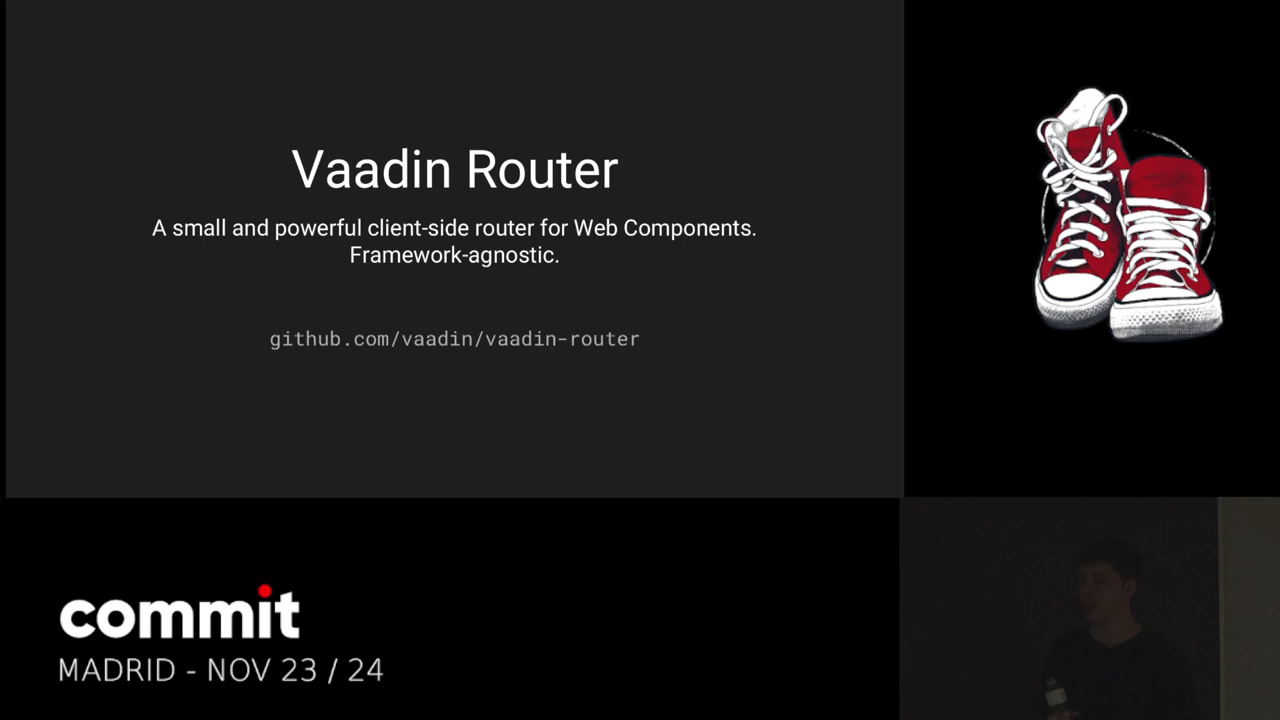 Vaadin Router
A small and powerful client-side router for Web Components.
Framework-agnostic.
github.com/vaadin/vaadin-router
commit
MADRID - NOV 23 / 24